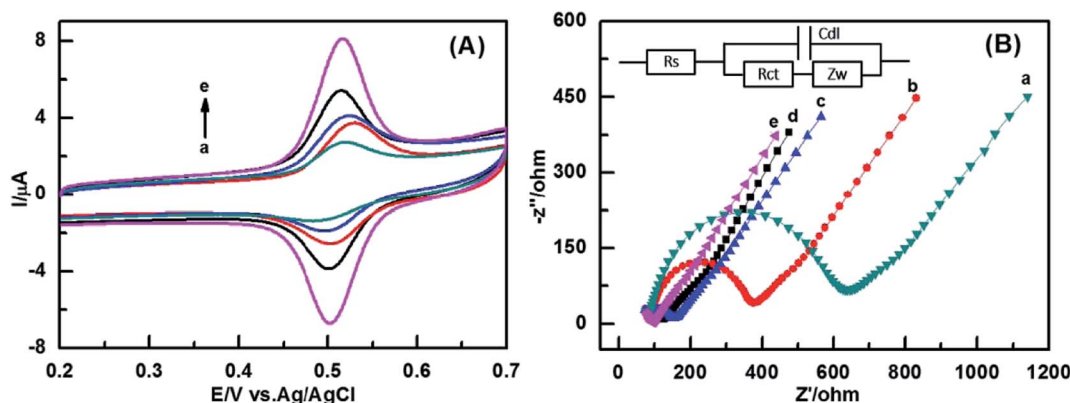 (A)
8
4
0
-4
-8
I/μA
e
a
0.2 0.3 0.4 0.5 0.6 0.7
E/V vs.Ag/AgCl
(B)
600
450
300
150
0
-z''/ohm
Cdl
Rs
Rct Zw
e d c b a
0 200 400 600 800 1000 1200
Z'/ohm